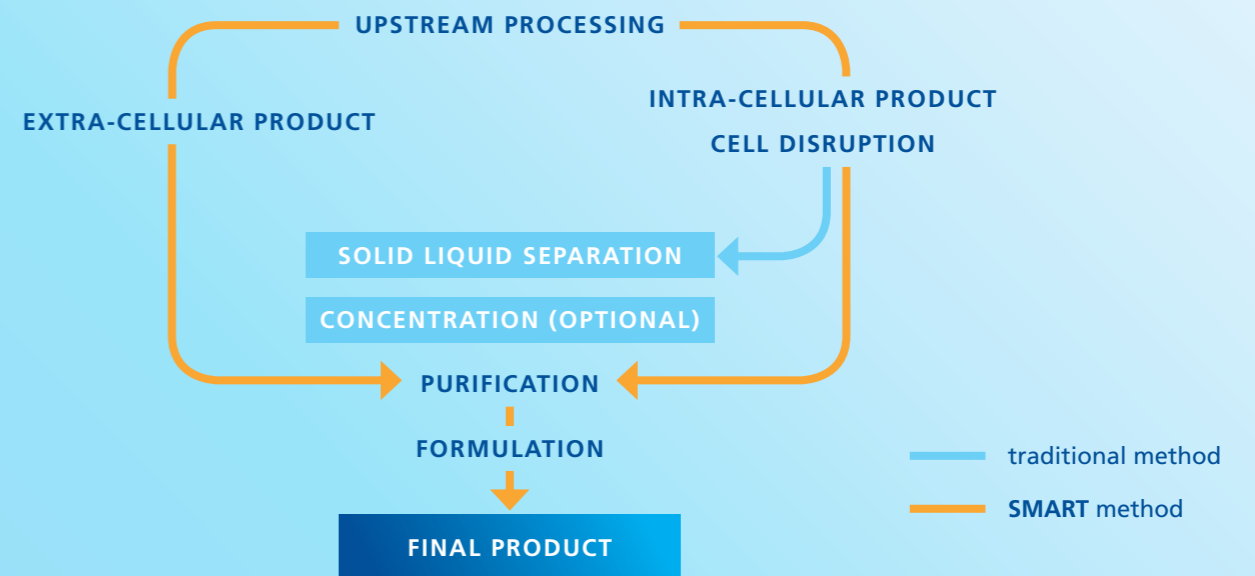 UPSTREAM PROCESSING
EXTRA-CELLULAR PRODUCT
INTRA-CELLULAR PRODUCT
CELL DISRUPTION
SOLID LIQUID SEPARATION
CONCENTRATION (OPTIONAL)
PURIFICATION
FORMULATION
FINAL PRODUCT
traditional method
SMART method